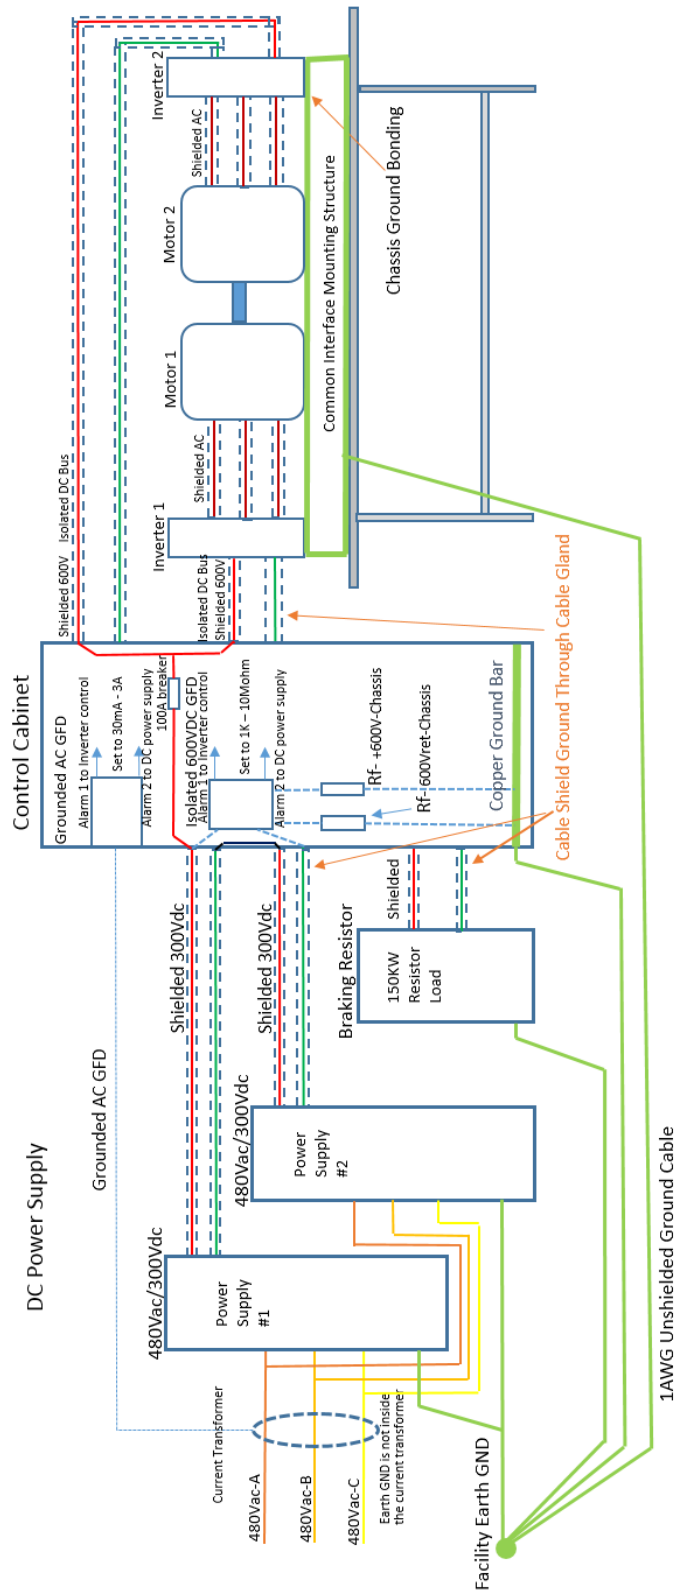 DC Power Supply
Control Cabinet
Grounded AC GFD
480Vac/300Vdc
Power
Supply
#1
480Vac/300Vdc
Power
Supply
#2
Current Transformer
480Vac-A
480Vac-B
480Vac-C
Earth GND is not inside
the current transformer
Facility Earth GND
Shielded 300Vdc
Shielded 300Vdc
Braking Resistor
150KW
Resistor
Load
Shielded
Grounded AC GFD
Alarm 1 to Inverter control
Set to 30mA - 3A
Alarm 2 to DC power supply
100A breaker
Isolated 600VDC GFD
Alarm 1 to Inverter control
Set to 1K – 10Mohm
Alarm 2 to DC power supply
Rf- +600V-Chassis
Rf- 600Vret-Chassis
Copper Ground Bar
Cable Shield Ground Through Cable Gland
Shielded 600V Isolated DC Bus
Isolated DC Bus
Shielded 600V
Inverter 1
Shielded AC
Motor 1
Motor 2
Shielded AC
Inverter 2
Common Interface Mounting Structure
Chassis Ground Bonding
1AWG Unshielded Ground Cable